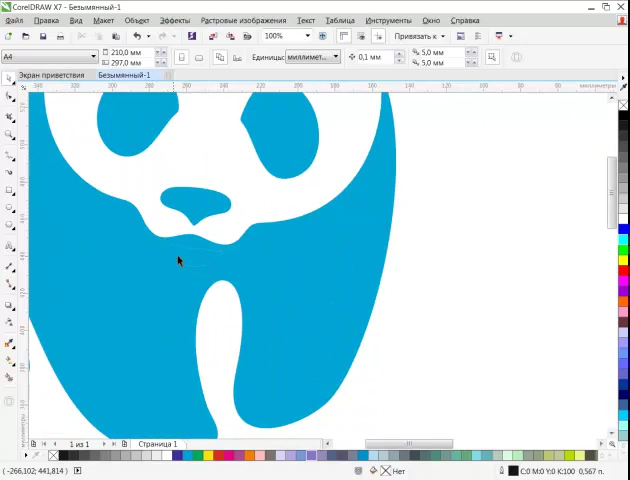 CorelDRAW X7 - Безымянный-1
Файл Правка Вид Макет Объект Эффекты Растровые изображения Текст Таблица Инструменты Окно Справка
100% Привязать к
A4 210,0 мм 297,0 мм Единицы: миллимет... 0,1 мм 5,0 мм 5,0 мм
Экран приветствия Безымянный-1
миллиметры
1 из 1 Страница 1
( -266,102; 441,814 ) Нет C:0 M:0 Y:0 K:100 0,567 п.